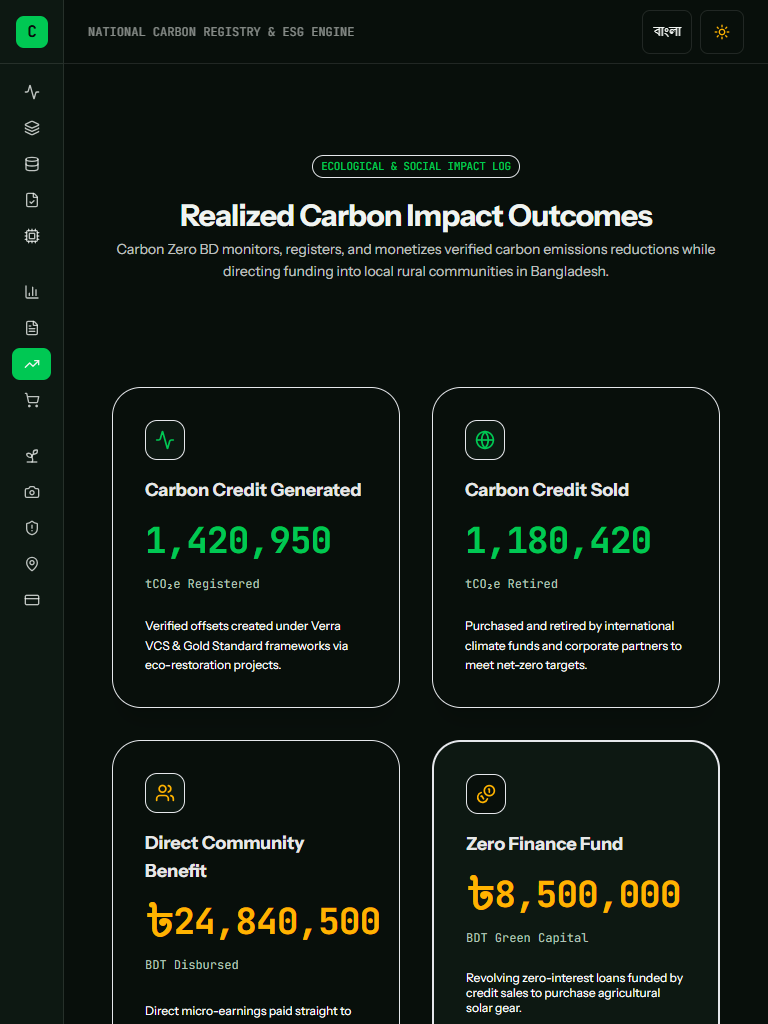 C
NATIONAL CARBON REGISTRY & ESG ENGINE
বাংলা
ECOLOGICAL & SOCIAL IMPACT LOG
Realized Carbon Impact Outcomes
Carbon Zero BD monitors, registers, and monetizes verified carbon emissions reductions while
directing funding into local rural communities in Bangladesh.
Carbon Credit Generated
1,420,950
tCO₂e Registered
Verified offsets created under Verra
VCS & Gold Standard frameworks via
eco-restoration projects.
Carbon Credit Sold
1,180,420
tCO₂e Retired
Purchased and retired by international
climate funds and corporate partners to
meet net-zero targets.
Direct Community
Benefit
৳24,840,500
BDT Disbursed
Direct micro-earnings paid straight to
Zero Finance Fund
৳8,500,000
BDT Green Capital
Revolving zero-interest loans funded by
credit sales to purchase agricultural
solar gear.